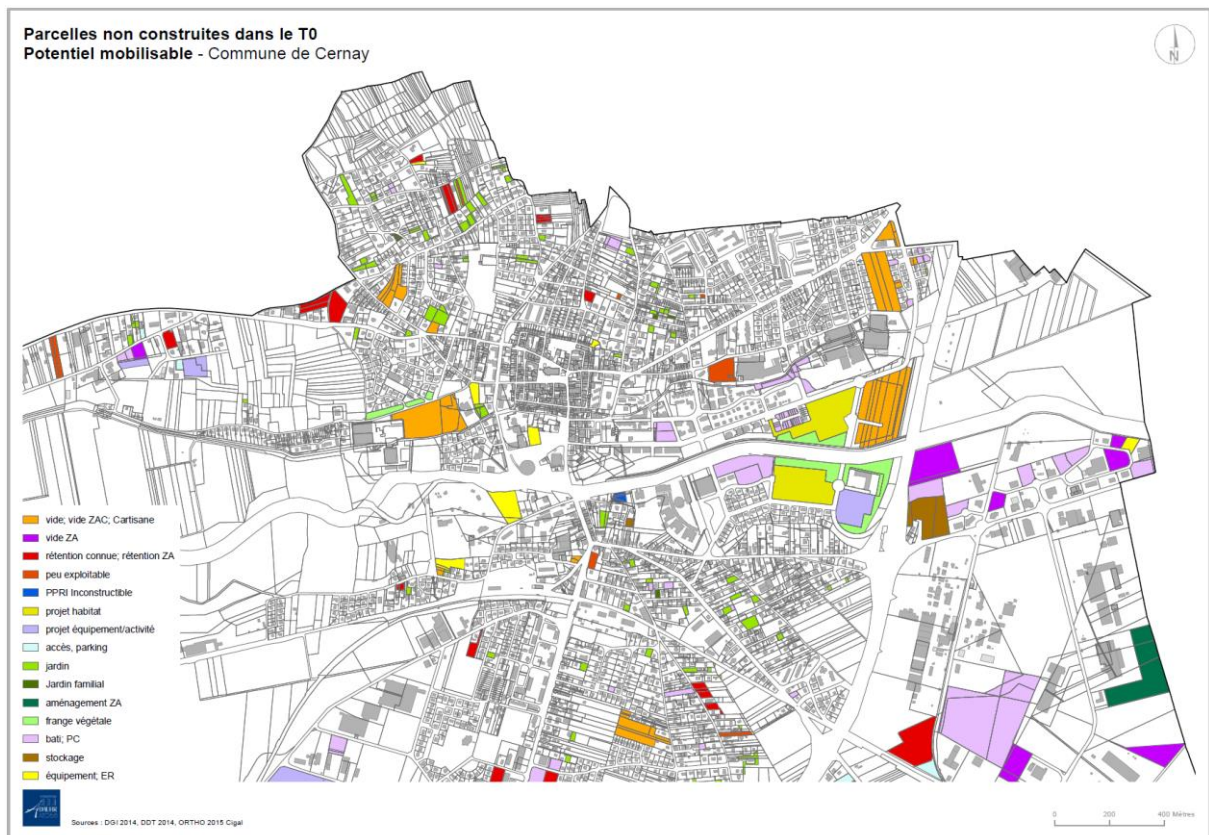 Parcelles non construites dans le T0
Potentiel mobilisable - Commune de Cernay
N
vide; vide ZAC; Cartisane
vide ZA
rétention connue; rétention ZA
peu exploitable
PPRI Inconstructible
projet habitat
projet équipement/activité
accès, parking
jardin
Jardin familial
aménagement ZA
frange végétale
bati; PC
stockage
équipement; ER
Sources : DGI 2014, DDT 2014, ORTHO 2015 Cigal
0 200 400 Mètres